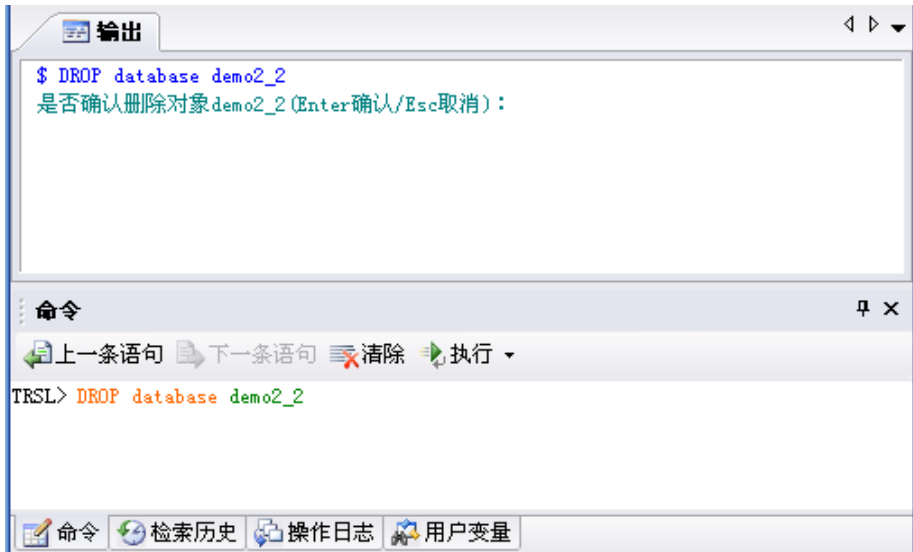 输出
$ DROP database demo2_2
是否确认删除对象demo2_2(Enter确认/Esc取消):
命令
上一条语句 下一条语句 清除 执行
TRSL> DROP database demo2_2
命令 检索历史 操作日志 用户变量